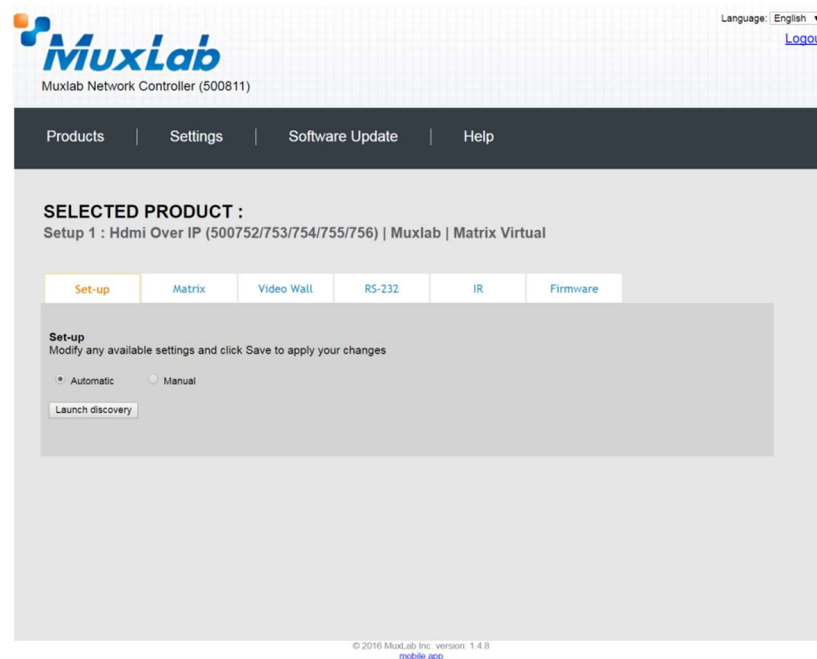 Language: English
Logou
MuxLab
Muxlab Network Controller (500811)
Products | Settings | Software Update | Help
SELECTED PRODUCT :
Setup 1 : Hdmi Over IP (500752/753/754/755/756) | Muxlab | Matrix Virtual
Set-up Matrix Video Wall RS-232 IR Firmware
Set-up
Modify any available settings and click Save to apply your changes
Automatic Manual
Launch discovery
© 2016 MuxLab Inc. version: 1.4.8
mobile app